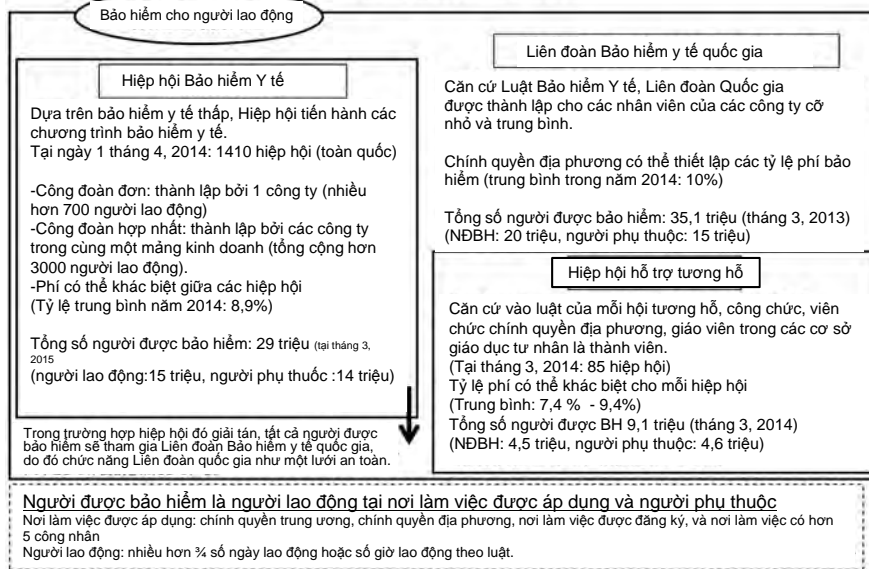 Bảo hiểm cho người lao động
Hiệp hội Bảo hiểm Y tế
Dựa trên bảo hiểm y tế thấp, Hiệp hội tiến hành các
chương trình bảo hiểm y tế.
Tại ngày 1 tháng 4, 2014: 1410 hiệp hội (toàn quốc)
-Công đoàn đơn: thành lập bởi 1 công ty (nhiều
hơn 700 người lao động)
-Công đoàn hợp nhất: thành lập bởi các công ty
trong cùng một mảng kinh doanh (tổng cộng hơn
3000 người lao động).
-Phí có thể khác biệt giữa các hiệp hội
(Tỷ lệ trung bình năm 2014: 8,9%)
Tổng số người được bảo hiểm: 29 triệu (tại tháng 3,
2015
(người lao động:15 triệu, người phụ thuốc :14 triệu)
Trong trường hợp hiệp hội đó giải tán, tất cả người được
bảo hiểm sẽ tham gia Liên đoàn Bảo hiểm y tế quốc gia,
do đó chức năng Liên đoàn quốc gia như một lưới an toàn.
Liên đoàn Bảo hiểm y tế quốc gia
Căn cứ Luật Bảo hiểm Y tế, Liên đoàn Quốc gia
được thành lập cho các nhân viên của các công ty cỡ
nhỏ và trung bình.
Chính quyền địa phương có thể thiết lập các tỷ lệ phí bảo
hiểm (trung bình trong năm 2014: 10%)
Tổng số người được bảo hiểm: 35,1 triệu (tháng 3, 2013)
(NĐBH: 20 triệu, người phụ thuộc: 15 triệu)
Hiệp hội hỗ trợ tương hỗ
Căn cứ vào luật của mỗi hội tương hỗ, công chức, viên
chức chính quyền địa phương, giáo viên trong các cơ sở
giáo dục tư nhân là thành viên.
(Tại tháng 3, 2014: 85 hiệp hội)
Tỷ lệ phí có thể khác biệt cho mỗi hiệp hội
(Trung bình: 7,4 % - 9,4%)
Tổng số người được BH 9,1 triệu (tháng 3, 2014)
(NĐBH: 4,5 triệu, người phụ thuộc: 4,6 triệu)
Người được bảo hiểm là người lao động tại nơi làm việc được áp dụng và người phụ thuộc
Nơi làm việc được áp dụng: chính quyền trung ương, chính quyền địa phương, nơi làm việc được đăng ký, và nơi làm việc có hơn
5 công nhân
Người lao động: nhiều hơn ¾ số ngày lao động hoặc số giờ lao động theo luật.